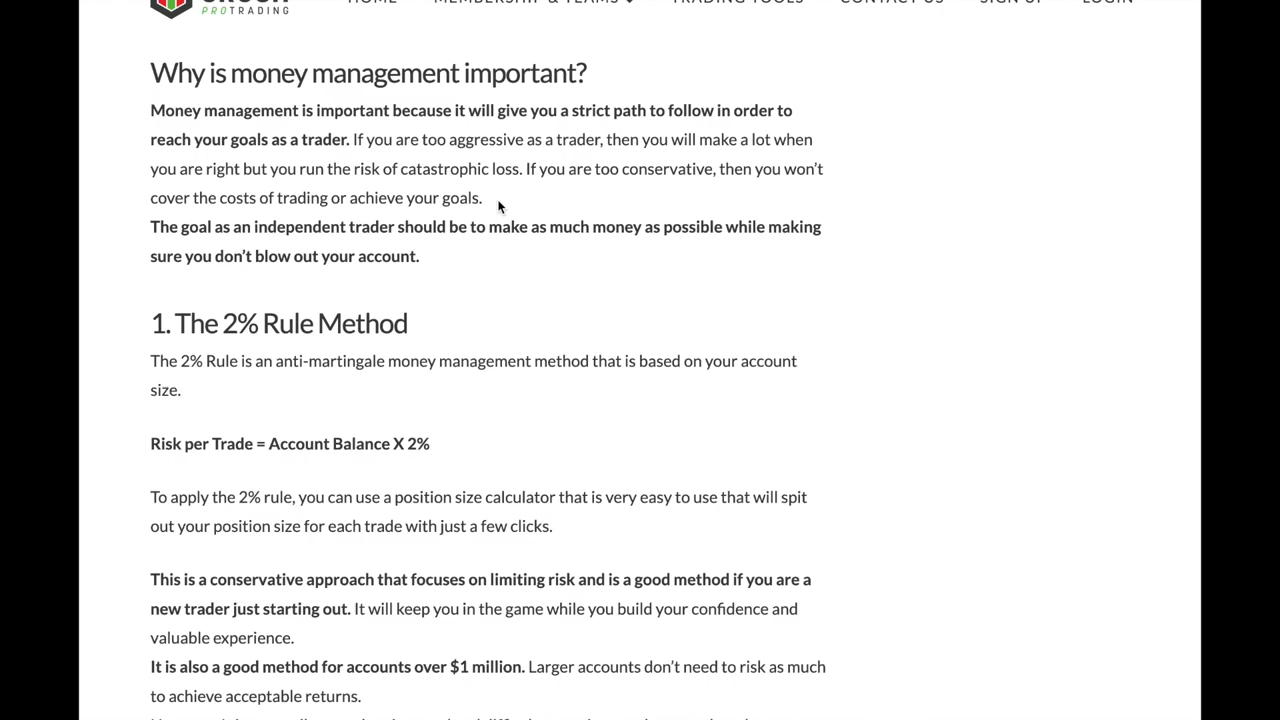 PROTRADING
HOME MEMBERSHIP & TEAMS TRADING TOOLS CONTACT US SIGN UP LOGIN
Why is money management important?
Money management is important because it will give you a strict path to follow in order to
reach your goals as a trader. If you are too aggressive as a trader, then you will make a lot when
you are right but you run the risk of catastrophic loss. If you are too conservative, then you won’t
cover the costs of trading or achieve your goals.
The goal as an independent trader should be to make as much money as possible while making
sure you don’t blow out your account.
1. The 2% Rule Method
The 2% Rule is an anti-martingale money management method that is based on your account
size.
Risk per Trade = Account Balance X 2%
To apply the 2% rule, you can use a position size calculator that is very easy to use that will spit
out your position size for each trade with just a few clicks.
This is a conservative approach that focuses on limiting risk and is a good method if you are a
new trader just starting out. It will keep you in the game while you build your confidence and
valuable experience.
It is also a good method for accounts over $1 million. Larger accounts don’t need to risk as much
to achieve acceptable returns.